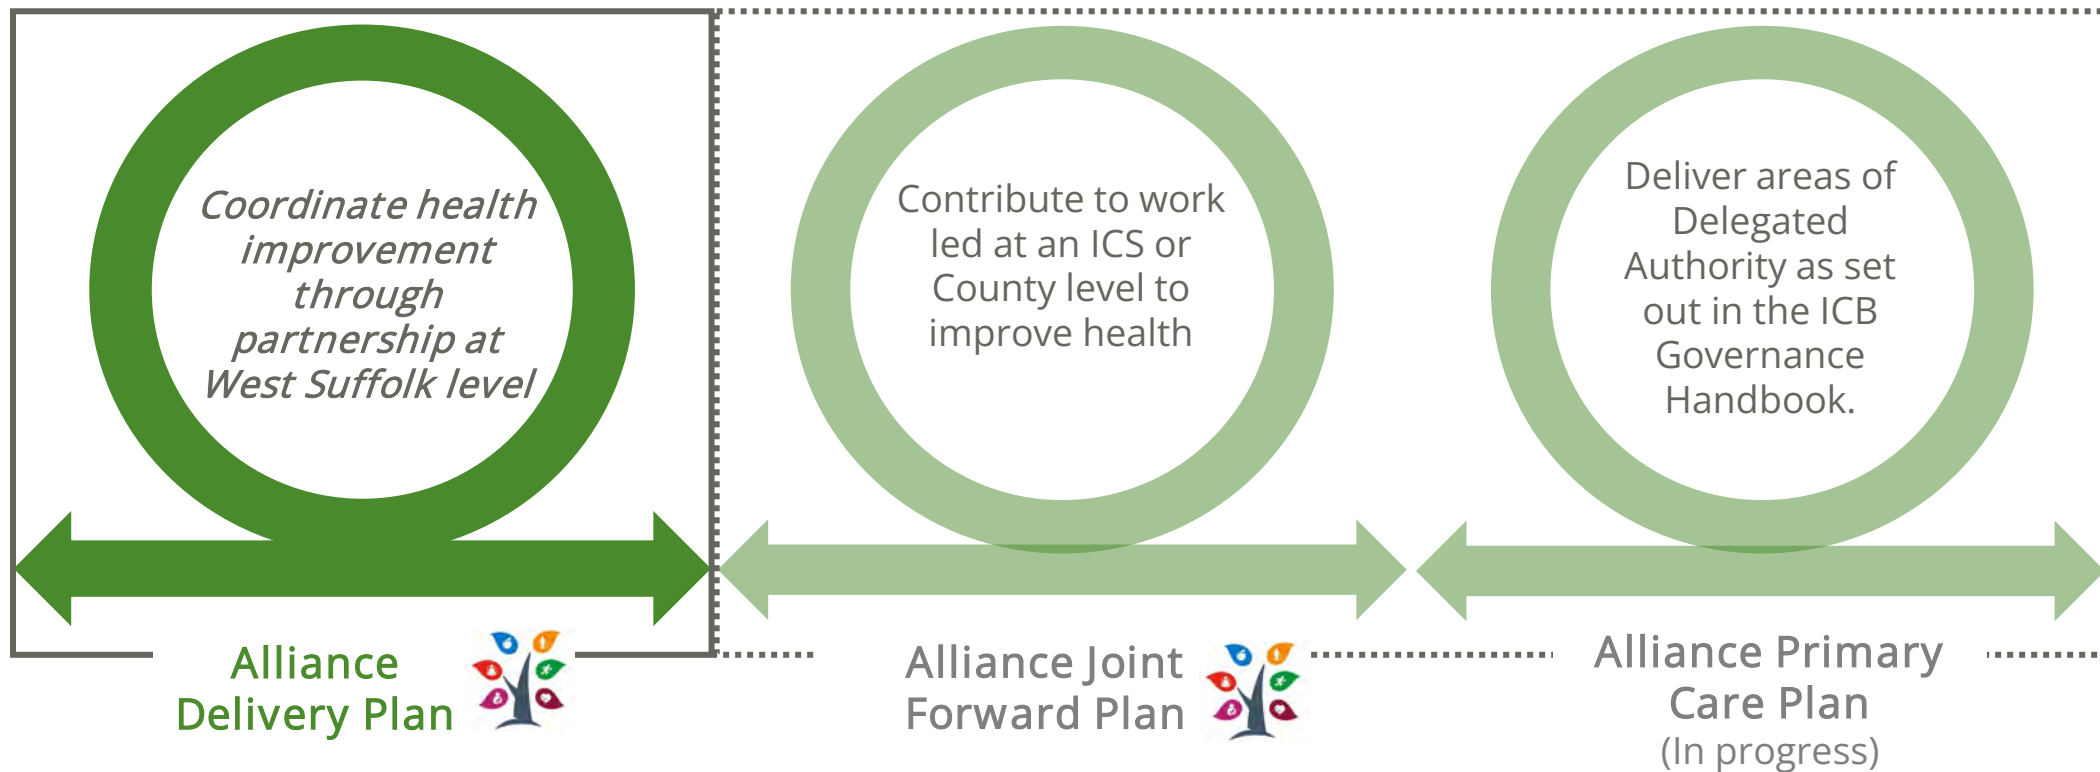 Coordinate health
improvement
through
partnership at
West Suffolk level
Contribute to work
led at an ICS or
County level to
improve health
Deliver areas of
Delegated
Authority as set
out in the ICB
Governance
Handbook.
Alliance
Delivery Plan
Alliance Joint
Forward Plan
Alliance Primary
Care Plan
(In progress)